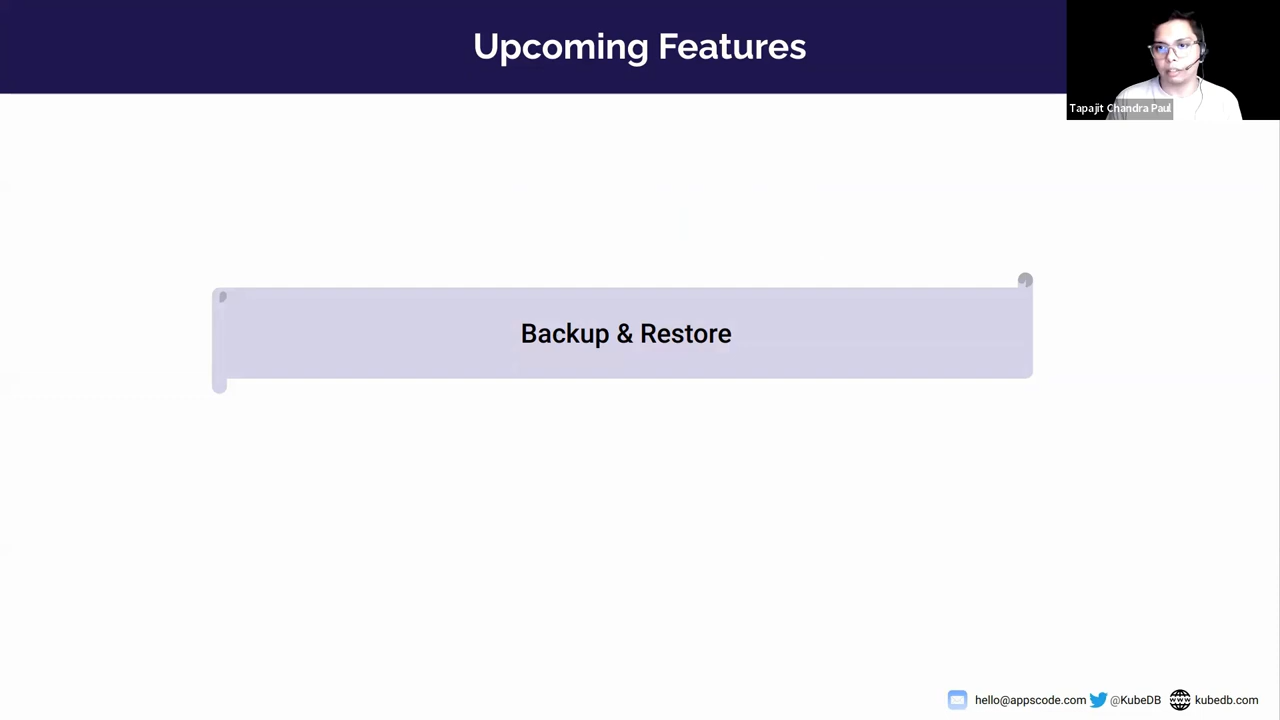 Upcoming Features
Tapajit Chandra Paul
Backup & Restore
hello@appscode.com @KubeDB kubedb.com